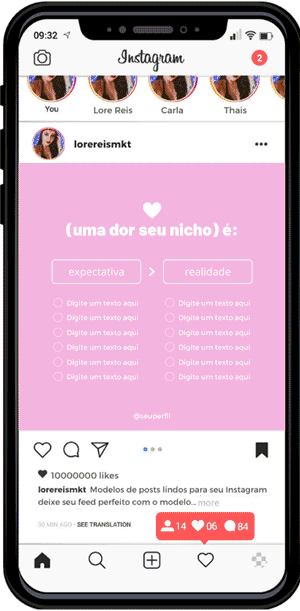 09:32
Instagram
2
You
Lore Reis
Carla
Thais
lorereismkt
(uma dor seu nicho) é:
expectativa > realidade
Digite um texto aqui Digite um texto aqui
Digite um texto aqui Digite um texto aqui
Digite um texto aqui Digite um texto aqui
Digite um texto aqui Digite um texto aqui
Digite um texto aqui Digite um texto aqui
Digite um texto aqui Digite um texto aqui
@seuperfil
10000000 likes
lorereismkt Modelos de posts lindos para seu Instagram
deixe seu feed perfeito com o modelo... more
30 MIN AGO · SEE TRANSLATION
14 06 84